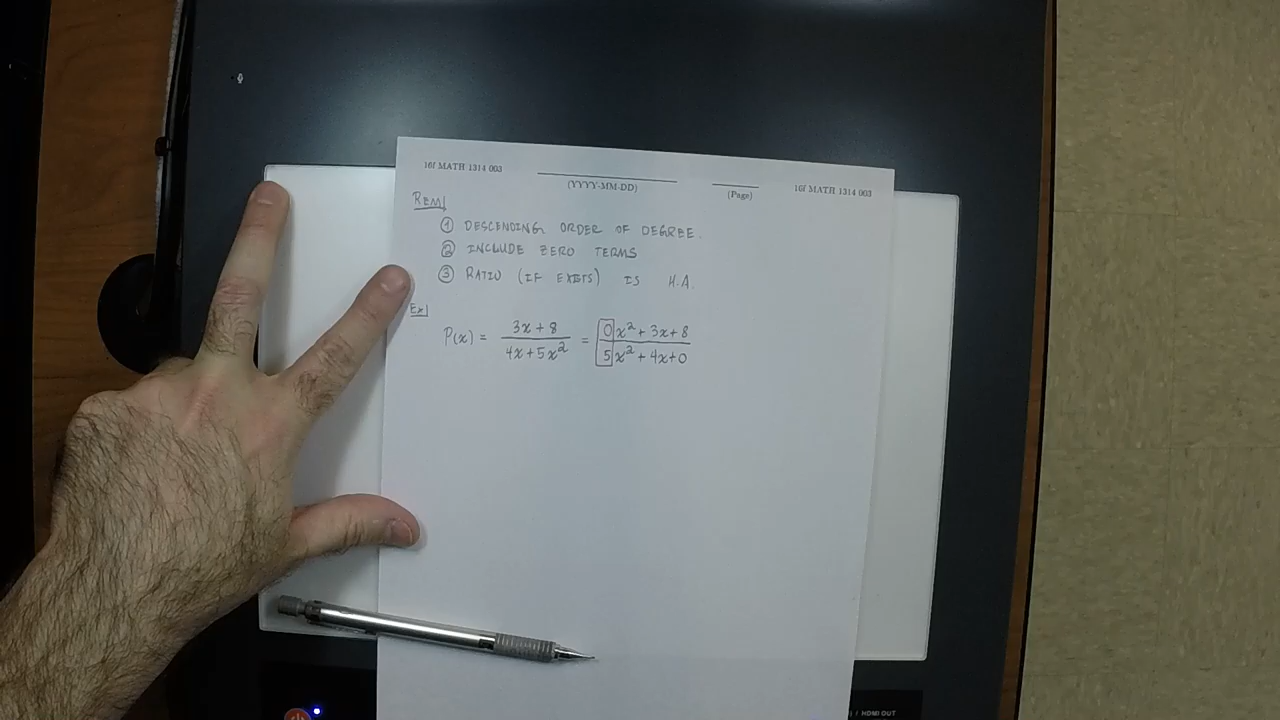 16f MATH 1314 003
(YYYY-MM-DD)
(Page)
16f MATH 1314 003
REM|
① DESCENDING ORDER OF DEGREE.
② INCLUDE ZERO TERMS
③ RATIO (IF EXISTS) IS H.A.
Ex|
P(x) = (3x + 8)/(4x + 5x²) = (0x² + 3x + 8)/(5x² + 4x + 0)
/ HDMI OUT